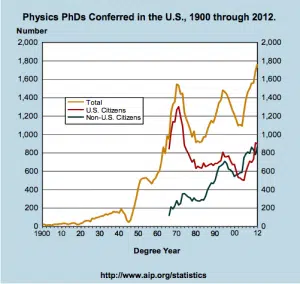 Physics PhDs Conferred in the U.S., 1900 through 2012.
Number
2,000 2,000
1,800 1,800
1,600 1,600
1,400 1,400
Total
U.S. Citizens
Non-U.S. Citizens
1,200 1,200
1,000 1,000
800 800
600 600
400 400
200 200
0 0
1900 10 20 30 40 50 60 70 80 90 00 12
Degree Year
http://www.aip.org/statistics